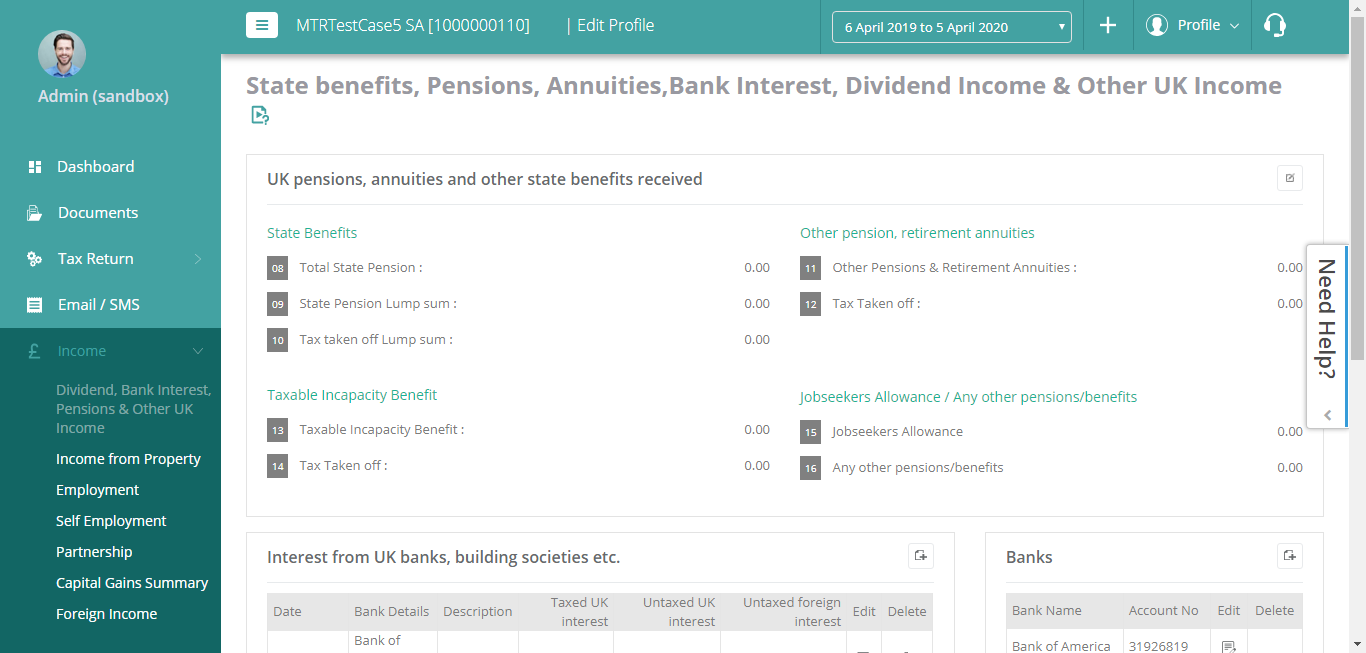 MTRTestCase5 SA [1000000110]
| Edit Profile
6 April 2019 to 5 April 2020
Profile
Admin (sandbox)
Dashboard
Documents
Tax Return
Email / SMS
£ Income
Dividend, Bank Interest,
Pensions & Other UK
Income
Income from Property
Employment
Self Employment
Partnership
Capital Gains Summary
Foreign Income
State benefits, Pensions, Annuities,Bank Interest, Dividend Income & Other UK Income
UK pensions, annuities and other state benefits received
State Benefits
08 Total State Pension : 0.00
09 State Pension Lump sum : 0.00
10 Tax taken off Lump sum : 0.00
Other pension, retirement annuities
11 Other Pensions & Retirement Annuities : 0.00
12 Tax Taken off : 0.00
Taxable Incapacity Benefit
13 Taxable Incapacity Benefit : 0.00
14 Tax Taken off : 0.00
Jobseekers Allowance / Any other pensions/benefits
15 Jobseekers Allowance 0.00
16 Any other pensions/benefits 0.00
Need Help?
Interest from UK banks, building societies etc.
Date Bank Details Description Taxed UK interest Untaxed UK interest Untaxed foreign interest Edit Delete
Bank of
Banks
Bank Name Account No Edit Delete
Bank of America 31926819